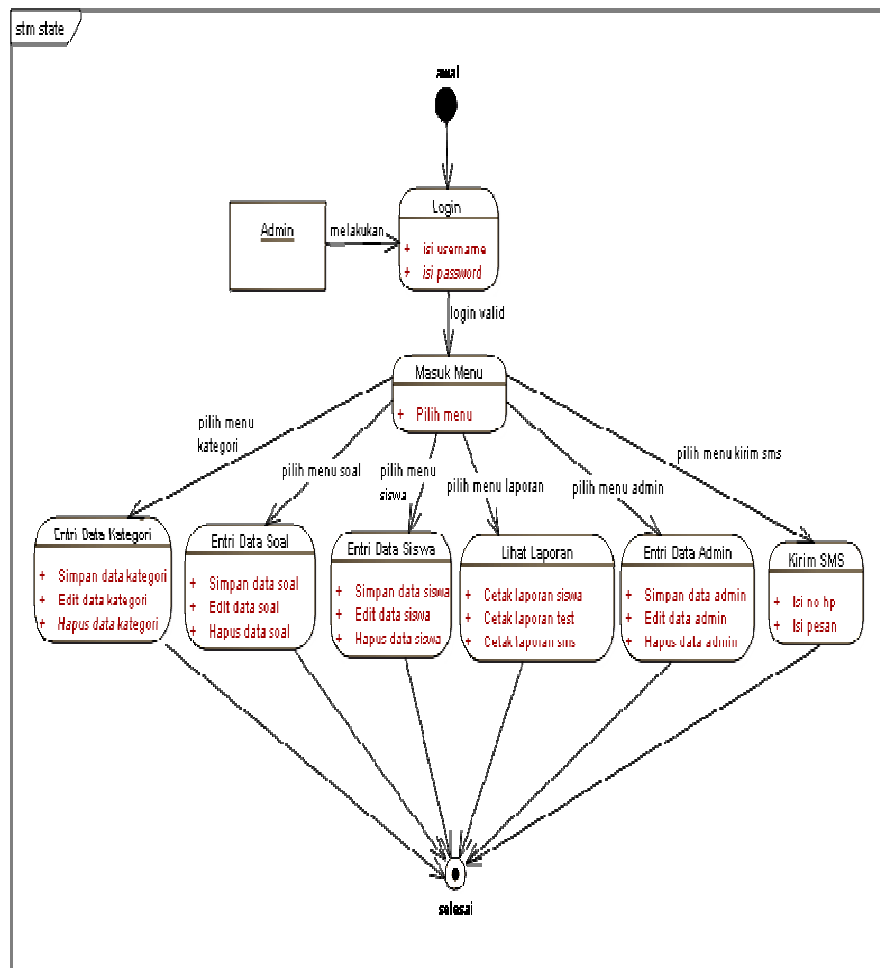 stm state
awal
Login
Admin
melakukan
+ isi username
+ isi password
login valid
Masuk Menu
+ Pilih menu
pilih menu
kategori
pilih menu soal
pilih menu
siswa
pilih menu laporan
pilih menu admin
pilih menu kirim sms
Entri Data Kategori
+ Simpan data kategori
+ Edit data kategori
+ Hapus data kategori
Entri Data Soal
+ Simpan data soal
+ Edit data soal
+ Hapus data soal
Entri Data Siswa
+ Simpan data siswa
+ Edit data siswa
+ Hapus data siswa
Lihat Laporan
+ Cetak laporan siswa
+ Cetak laporan test
+ Cetak laporan sms
Entri Data Admin
+ Simpan data admin
+ Edit data admin
+ Hapus data admin
Kirim SMS
+ Isi no hp
+ Isi pesan
selesai